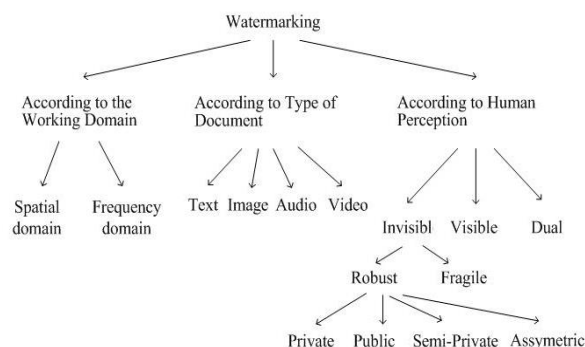 Watermarking
According to the
Working Domain
According to Type of
Document
According to Human
Perception
Spatial
domain
Frequency
domain
Text Image Audio Video
Invisibl Visible Dual
Robust Fragile
Private Public Semi-Private Assymetric